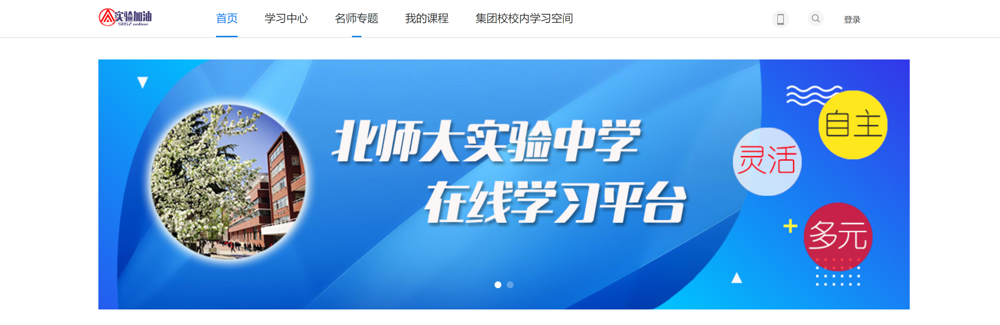 实验加油
SDSZ online
首页 学习中心 名师专题 我的课程 集团校校内学习空间 登录
北师大实验中学
在线学习平台
自主
灵活
多元